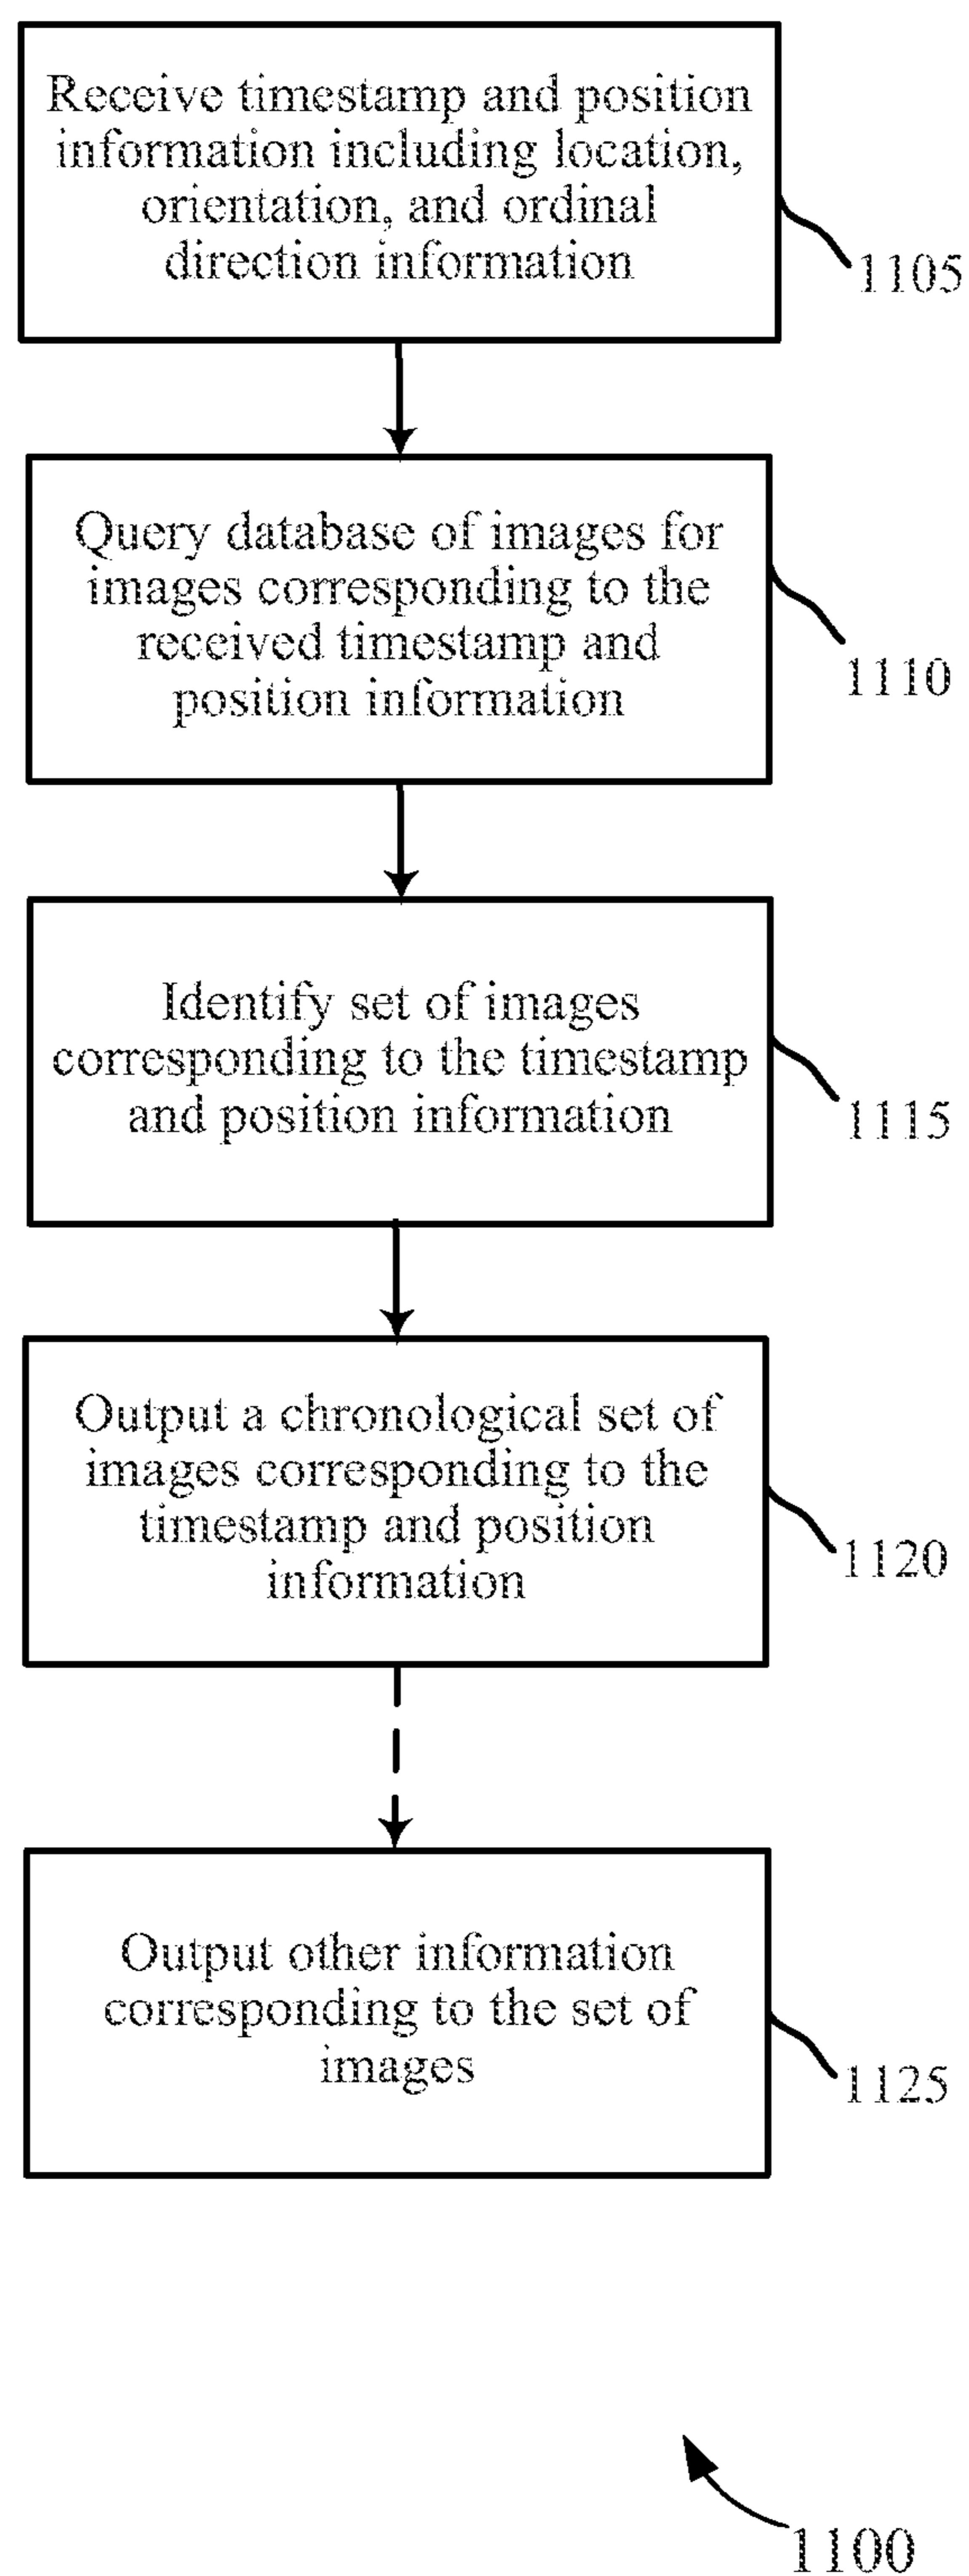 Receive timestamp and position
information including location,
orientation, and ordinal
direction information
1105
Query database of images for
images corresponding to the
received timestamp and
position information
1110
Identify set of images
corresponding to the timestamp
and position information
1115
Output a chronological set of
images corresponding to the
timestamp and position
information
1120
Output other information
corresponding to the set of
images
1125
1100